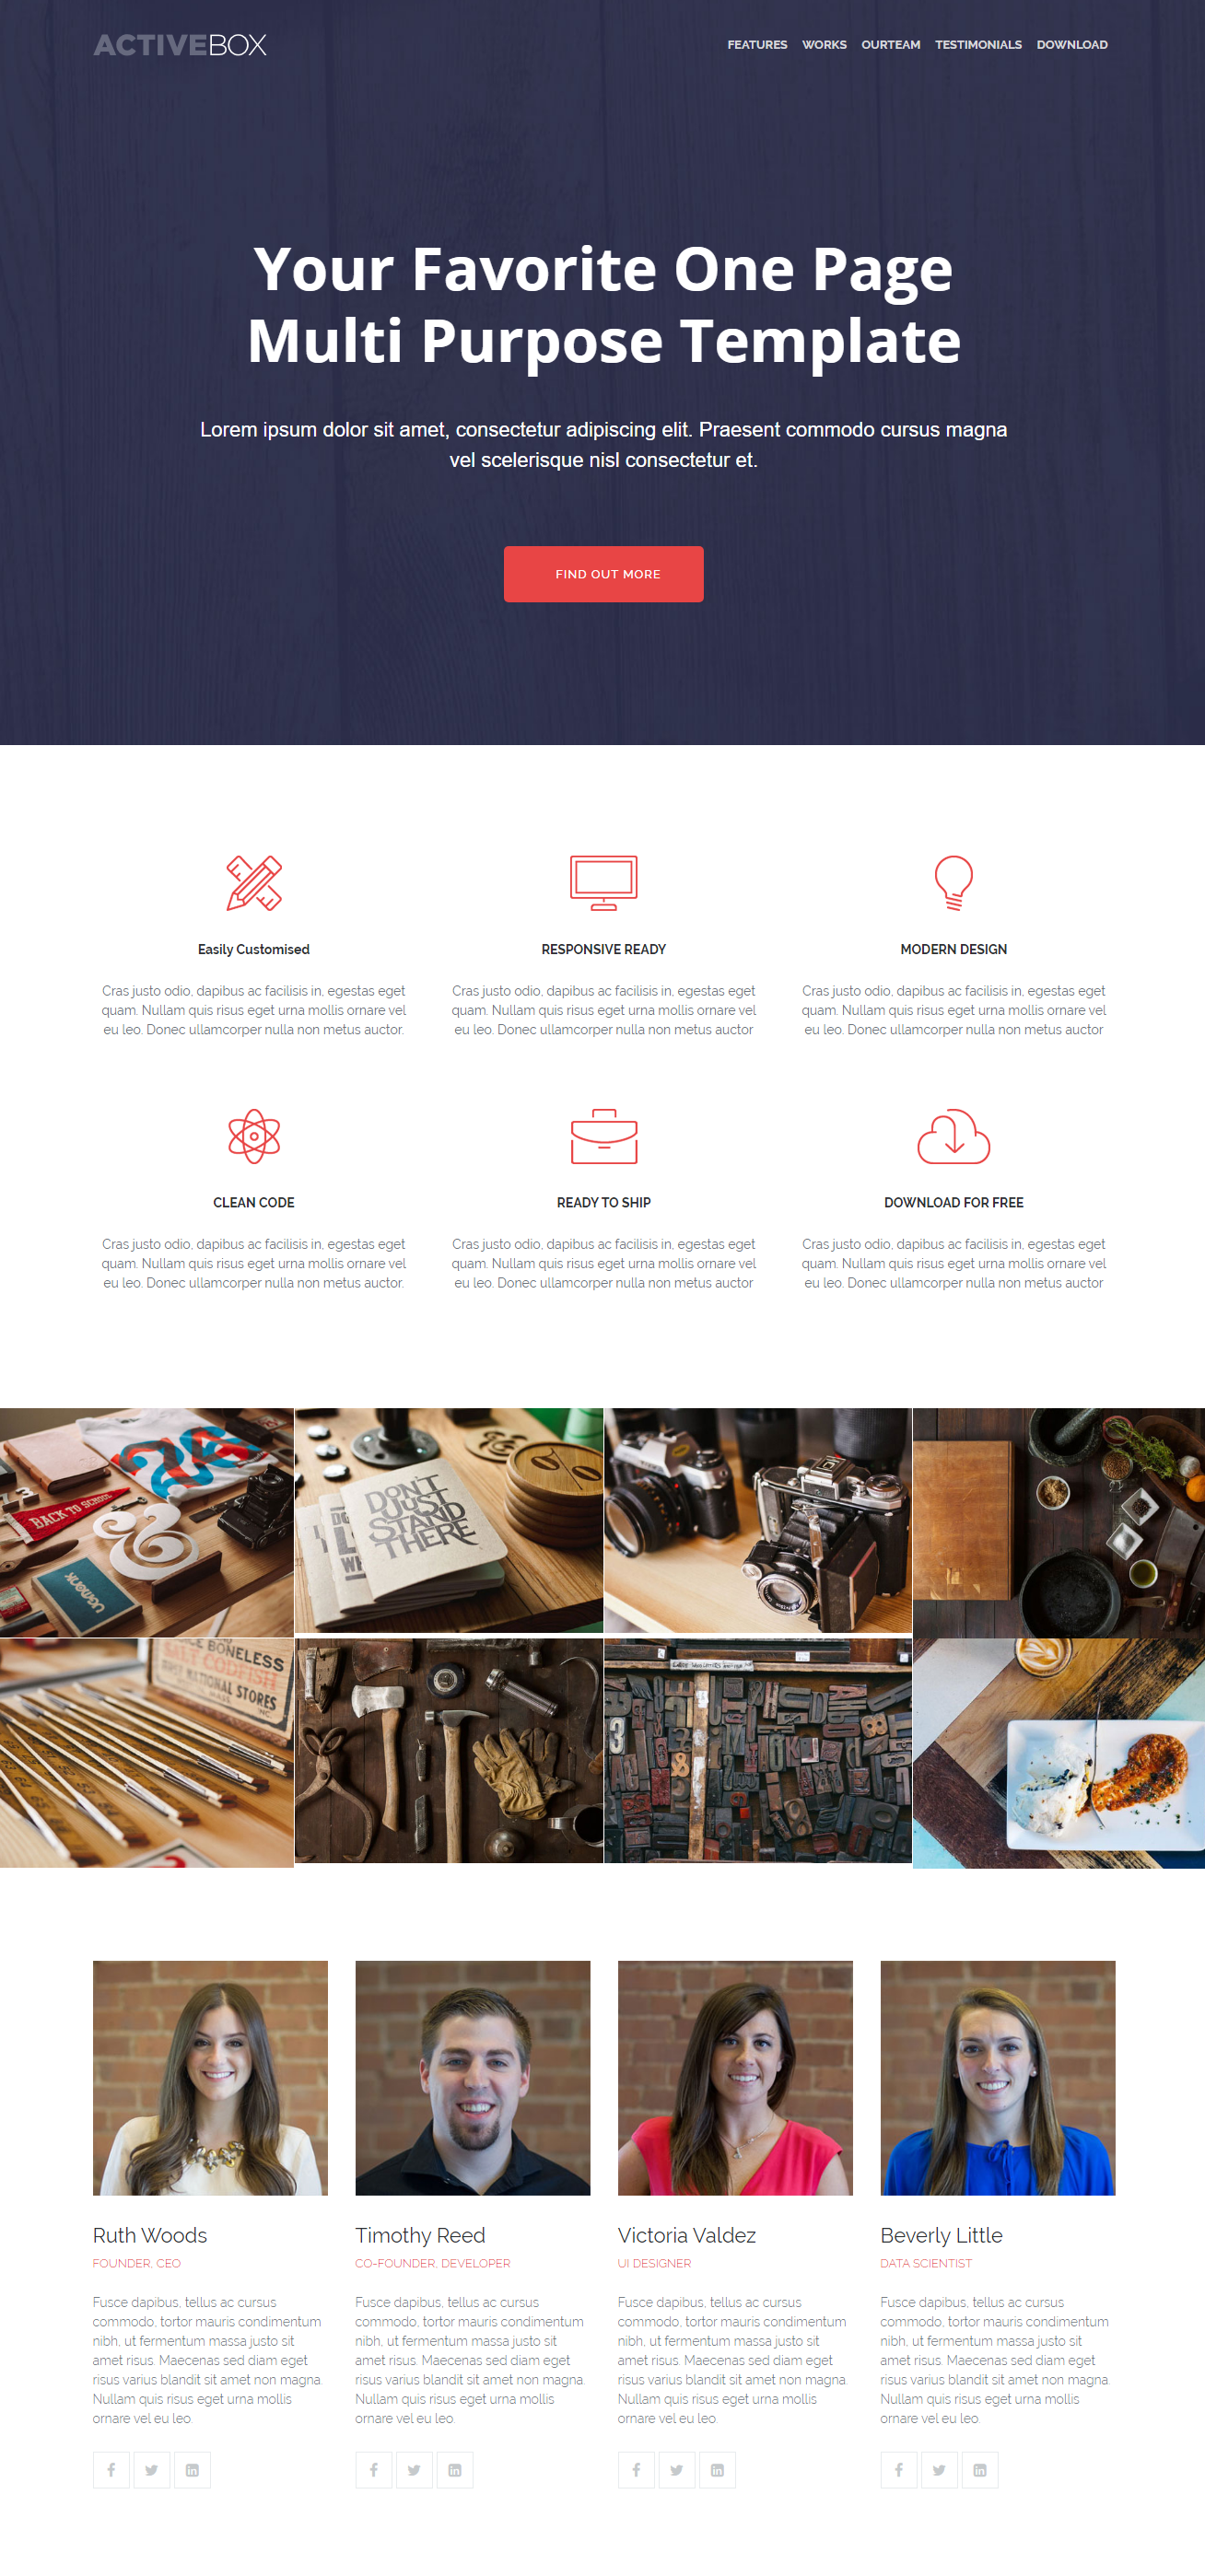 ACTIVEBOX
FEATURES WORKS OURTEAM TESTIMONIALS DOWNLOAD
Your Favorite One Page
Multi Purpose Template
Lorem ipsum dolor sit amet, consectetur adipiscing elit. Praesent commodo cursus magna
vel scelerisque nisl consectetur et.
FIND OUT MORE
Easily Customised
Cras justo odio, dapibus ac facilisis in, egestas eget
quam. Nullam quis risus eget urna mollis ornare vel
eu leo. Donec ullamcorper nulla non metus auctor.
RESPONSIVE READY
Cras justo odio, dapibus ac facilisis in, egestas eget
quam. Nullam quis risus eget urna mollis ornare vel
eu leo. Donec ullamcorper nulla non metus auctor
MODERN DESIGN
Cras justo odio, dapibus ac facilisis in, egestas eget
quam. Nullam quis risus eget urna mollis ornare vel
eu leo. Donec ullamcorper nulla non metus auctor
CLEAN CODE
Cras justo odio, dapibus ac facilisis in, egestas eget
quam. Nullam quis risus eget urna mollis ornare vel
eu leo. Donec ullamcorper nulla non metus auctor.
READY TO SHIP
Cras justo odio, dapibus ac facilisis in, egestas eget
quam. Nullam quis risus eget urna mollis ornare vel
eu leo. Donec ullamcorper nulla non metus auctor
DOWNLOAD FOR FREE
Cras justo odio, dapibus ac facilisis in, egestas eget
quam. Nullam quis risus eget urna mollis ornare vel
eu leo. Donec ullamcorper nulla non metus auctor
BACK TO SCHOOL
&
DON'T
JUST
STAND
THERE
BONELESS
NATIONAL STORES
Ruth Woods
FOUNDER, CEO
Fusce dapibus, tellus ac cursus
commodo, tortor mauris condimentum
nibh, ut fermentum massa justo sit
amet risus. Maecenas sed diam eget
risus varius blandit sit amet non magna.
Nullam quis risus eget urna mollis
ornare vel eu leo.
Timothy Reed
CO-FOUNDER, DEVELOPER
Fusce dapibus, tellus ac cursus
commodo, tortor mauris condimentum
nibh, ut fermentum massa justo sit
amet risus. Maecenas sed diam eget
risus varius blandit sit amet non magna.
Nullam quis risus eget urna mollis
ornare vel eu leo.
Victoria Valdez
UI DESIGNER
Fusce dapibus, tellus ac cursus
commodo, tortor mauris condimentum
nibh, ut fermentum massa justo sit
amet risus. Maecenas sed diam eget
risus varius blandit sit amet non magna.
Nullam quis risus eget urna mollis
ornare vel eu leo.
Beverly Little
DATA SCIENTIST
Fusce dapibus, tellus ac cursus
commodo, tortor mauris condimentum
nibh, ut fermentum massa justo sit
amet risus. Maecenas sed diam eget
risus varius blandit sit amet non magna.
Nullam quis risus eget urna mollis
ornare vel eu leo.